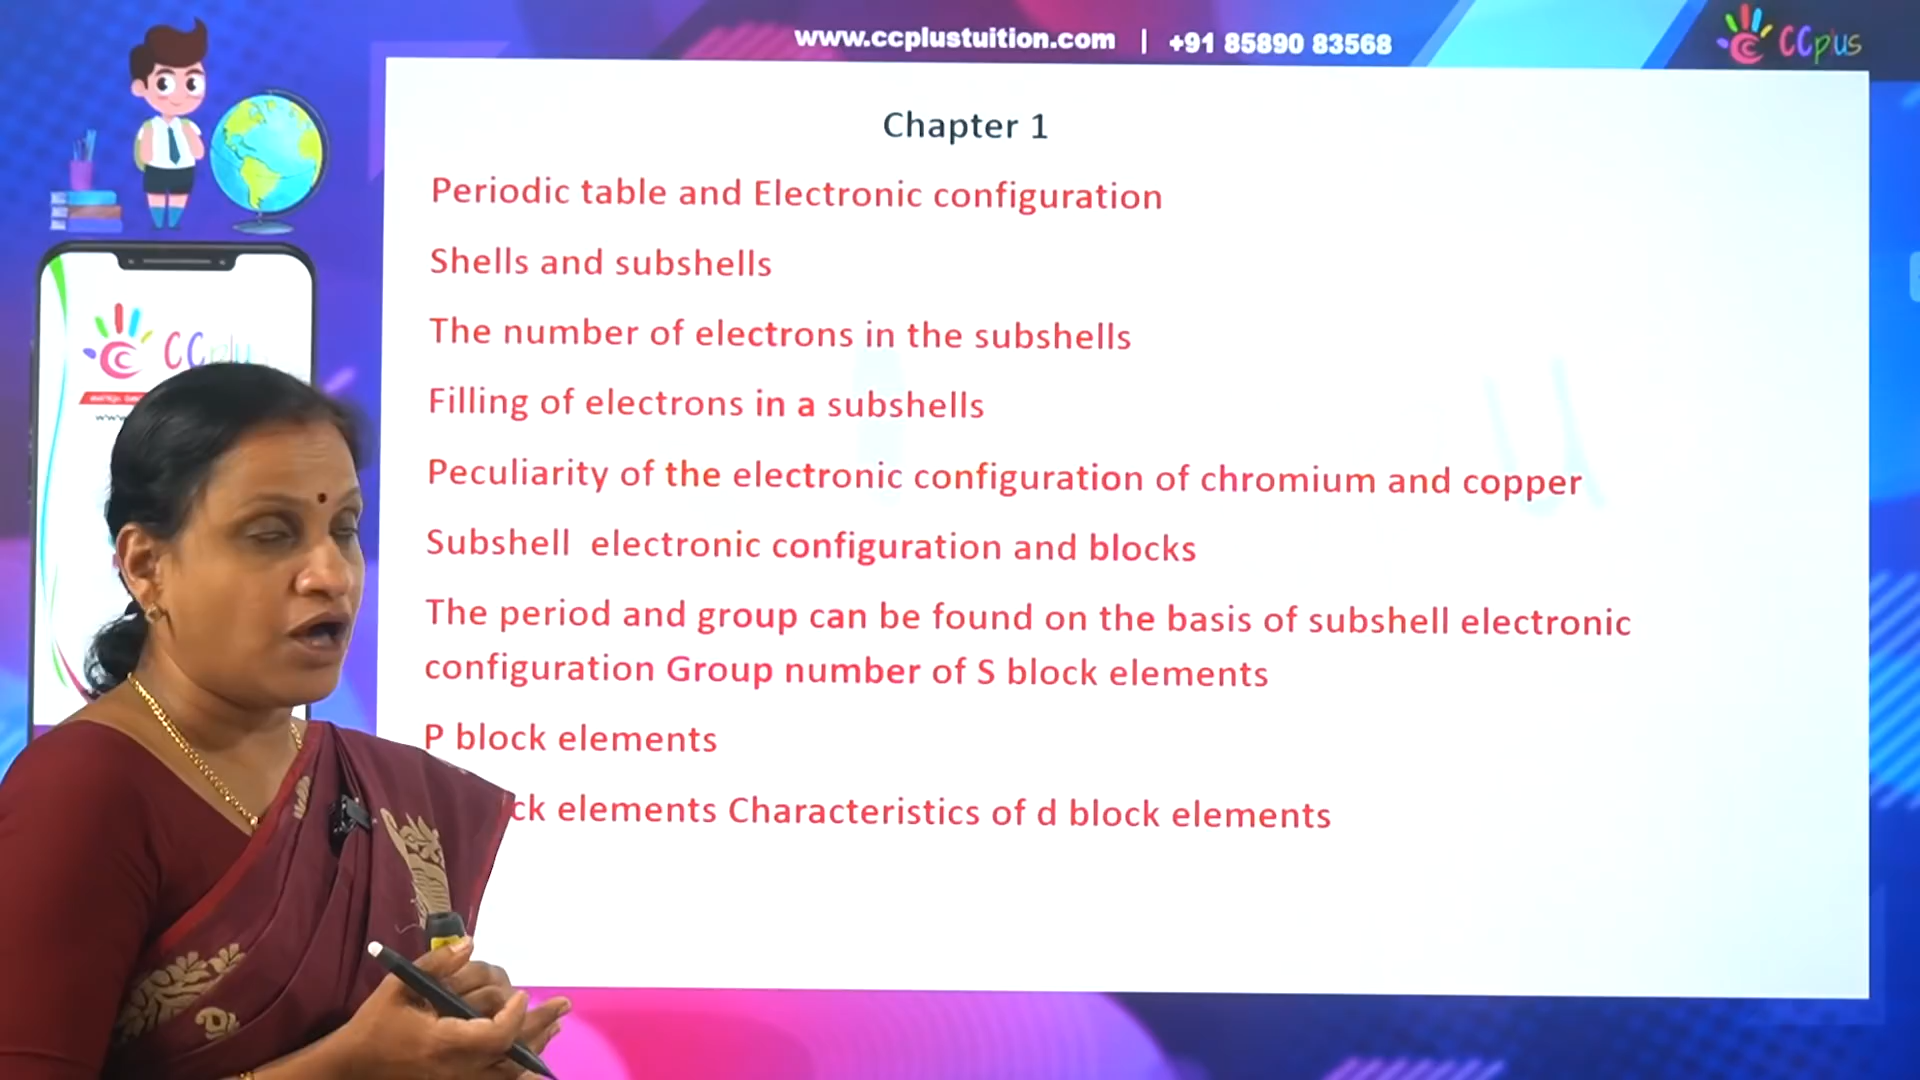 www.ccplustuition.com | +91 85890 83568
CCplus
Chapter 1
Periodic table and Electronic configuration
Shells and subshells
The number of electrons in the subshells
Filling of electrons in a subshells
Peculiarity of the electronic configuration of chromium and copper
Subshell electronic configuration and blocks
The period and group can be found on the basis of subshell electronic
configuration Group number of S block elements
P block elements
ck elements Characteristics of d block elements
CCplu